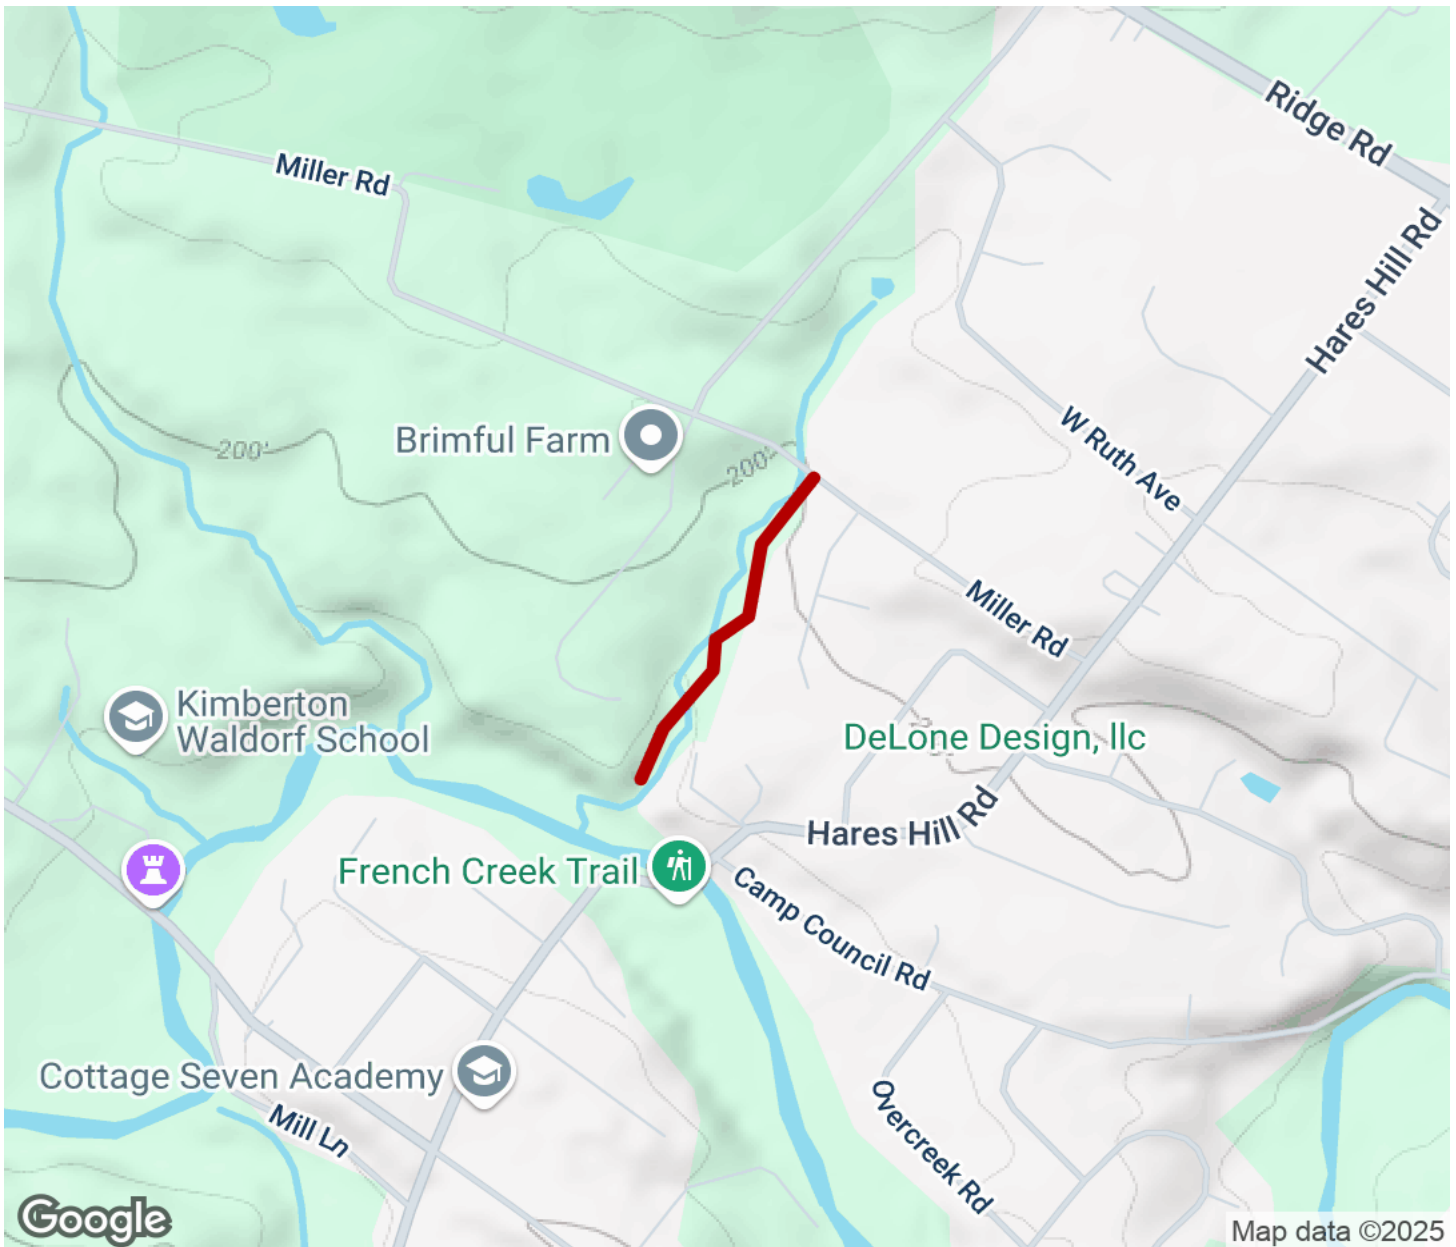 Ridge Rd
Miller Rd
Hares Hill Rd
Brimful Farm
200'
200'
W Ruth Ave
Miller Rd
Kimberton
Waldorf School
DeLone Design, llc
Hares Hill Rd
French Creek Trail
Camp Council Rd
Cottage Seven Academy
Overcreek Rd
Mill Ln
Google
Map data ©2025